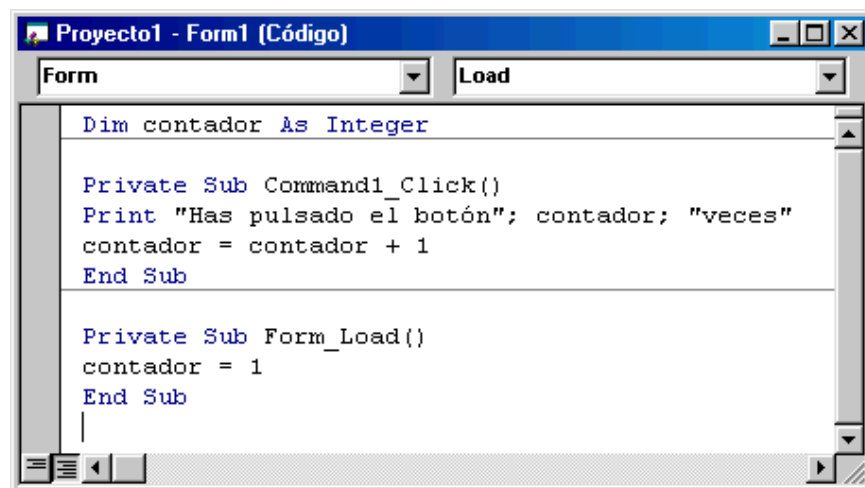 Proyecto1 - Form1 (Código)
Form
Load
Dim contador As Integer
Private Sub Command1_Click()
Print "Has pulsado el botón"; contador; "veces"
contador = contador + 1
End Sub
Private Sub Form_Load()
contador = 1
End Sub